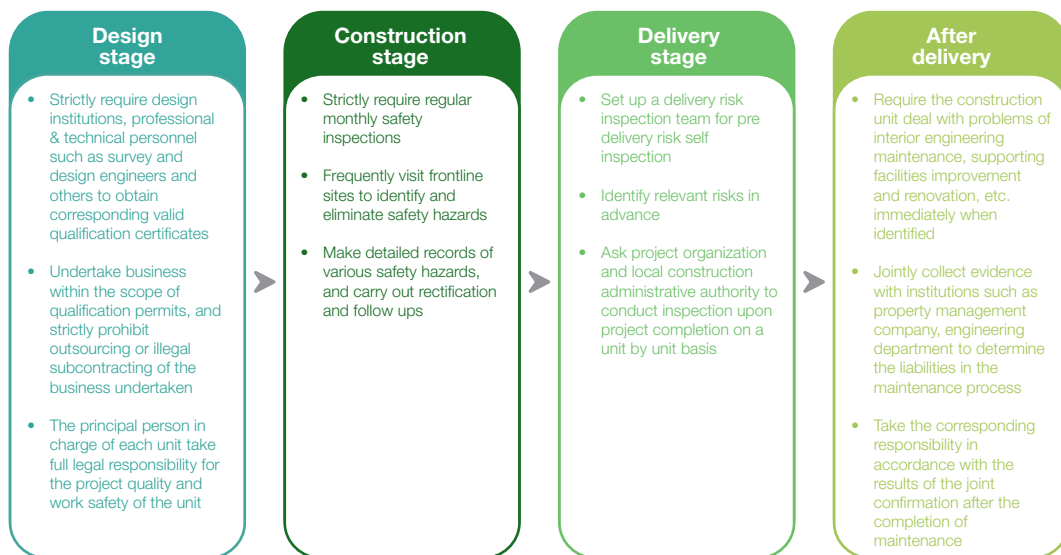 Design
stage
• Strictly require design
institutions, professional
& technical personnel
such as survey and
design engineers and
others to obtain
corresponding valid
qualification certificates
• Undertake business
within the scope of
qualification permits, and
strictly prohibit
outsourcing or illegal
subcontracting of the
business undertaken
• The principal person in
charge of each unit take
full legal responsibility for
the project quality and
work safety of the unit
Construction
stage
• Strictly require regular
monthly safety
inspections
• Frequently visit frontline
sites to identify and
eliminate safety hazards
• Make detailed records of
various safety hazards,
and carry out rectification
and follow ups
Delivery
stage
• Set up a delivery risk
inspection team for pre
delivery risk self
inspection
• Identify relevant risks in
advance
• Ask project organization
and local construction
administrative authority to
conduct inspection upon
project completion on a
unit by unit basis
After
delivery
• Require the construction
unit deal with problems of
interior engineering
maintenance, supporting
facilities improvement
and renovation, etc.
immediately when
identified
• Jointly collect evidence
with institutions such as
property management
company, engineering
department to determine
the liabilities in the
maintenance process
• Take the corresponding
responsibility in
accordance with the
results of the joint
confirmation after the
completion of
maintenance